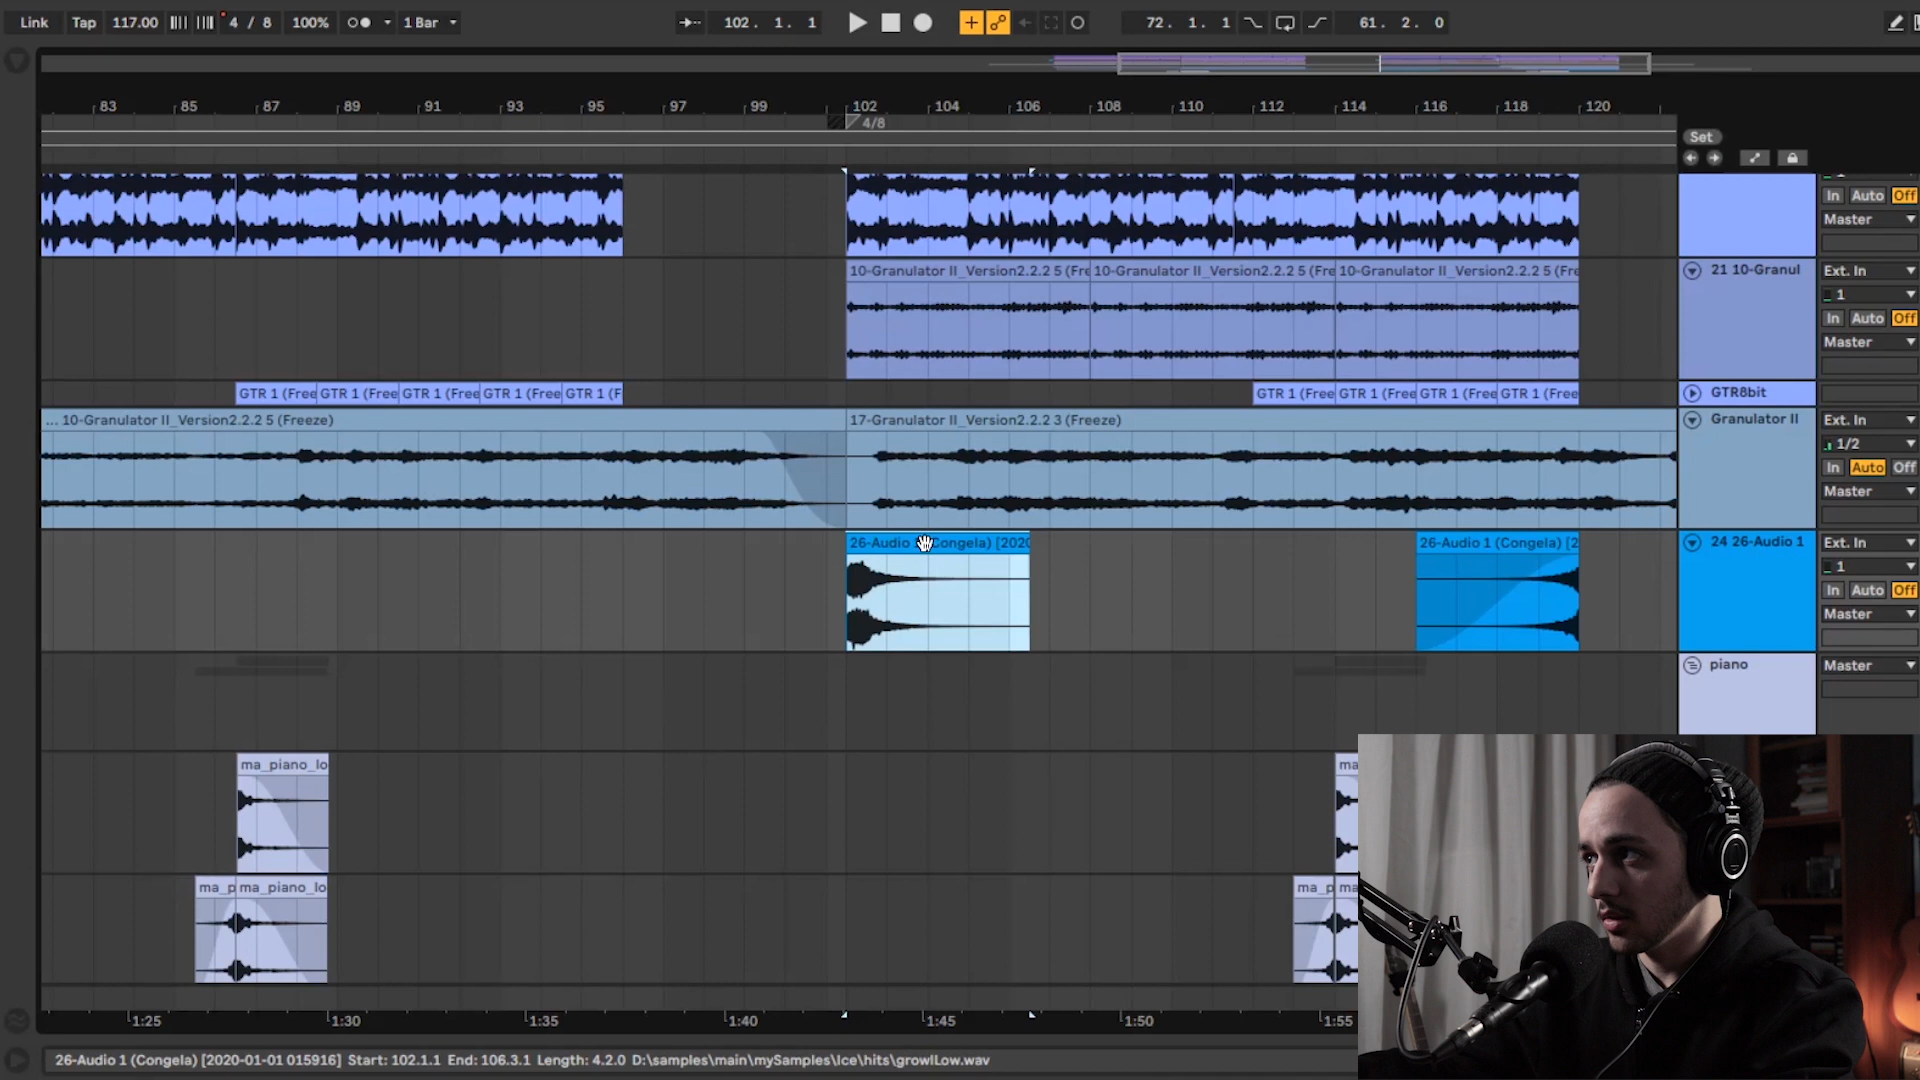 Link Tap 117.00 4 / 8 100% 1 Bar 102. 1. 1 72. 1. 1 61. 2. 0
83 85 87 89 91 93 95 97 99 102 104 106 108 110 112 114 116 118 120
4/8
Set
In Auto Off
Master
10-Granulator II_Version2.2.2 5 (Fre 10-Granulator II_Version2.2.2 5 (Fre 10-Granulator II_Version2.2.2 5 (Fre 21 10-Granul Ext. In
1
In Auto Off
Master
GTR 1 (Free GTR 1 (Free GTR 1 (Free GTR 1 (Free GTR 1 (F GTR 1 (Free GTR 1 (Free GTR 1 (Free GTR 1 (Free GTR8bit
... 10-Granulator II_Version2.2.2 5 (Freeze) 17-Granulator II_Version2.2.2 3 (Freeze) Granulator II Ext. In
1/2
In Auto Off
Master
26-Audio Congela) [2020 26-Audio 1 (Congela) [2 24 26-Audio 1 Ext. In
1
In Auto Off
Master
piano Master
ma_piano_lo ma
ma_p ma_piano_lo ma_p ma
1:25 1:30 1:35 1:40 1:45 1:50 1:55
26-Audio 1 (Congela) [2020-01-01 015916] Start: 102.1.1 End: 106.3.1 Length: 4.2.0 D:\samples\main\mySamples\Ice\hits\growlLow.wav